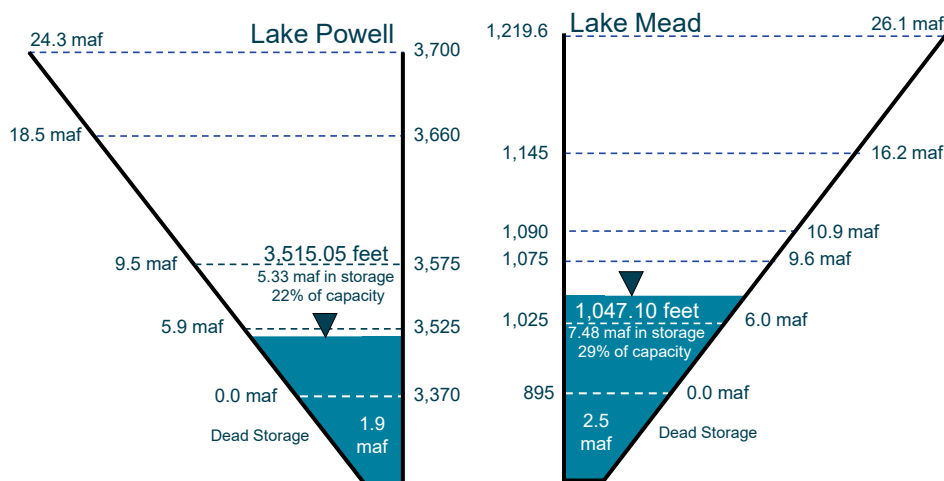 Lake Powell
24.3 maf
3,700
18.5 maf
3,660
3,515.05 feet
9.5 maf
3,575
5.33 maf in storage
22% of capacity
5.9 maf
3,525
0.0 maf
3,370
Dead Storage
1.9
maf
Lake Mead
1,219.6
26.1 maf
1,145
16.2 maf
1,090
10.9 maf
1,075
9.6 maf
1,047.10 feet
1,025
6.0 maf
7.48 maf in storage
29% of capacity
895
0.0 maf
2.5
maf
Dead Storage